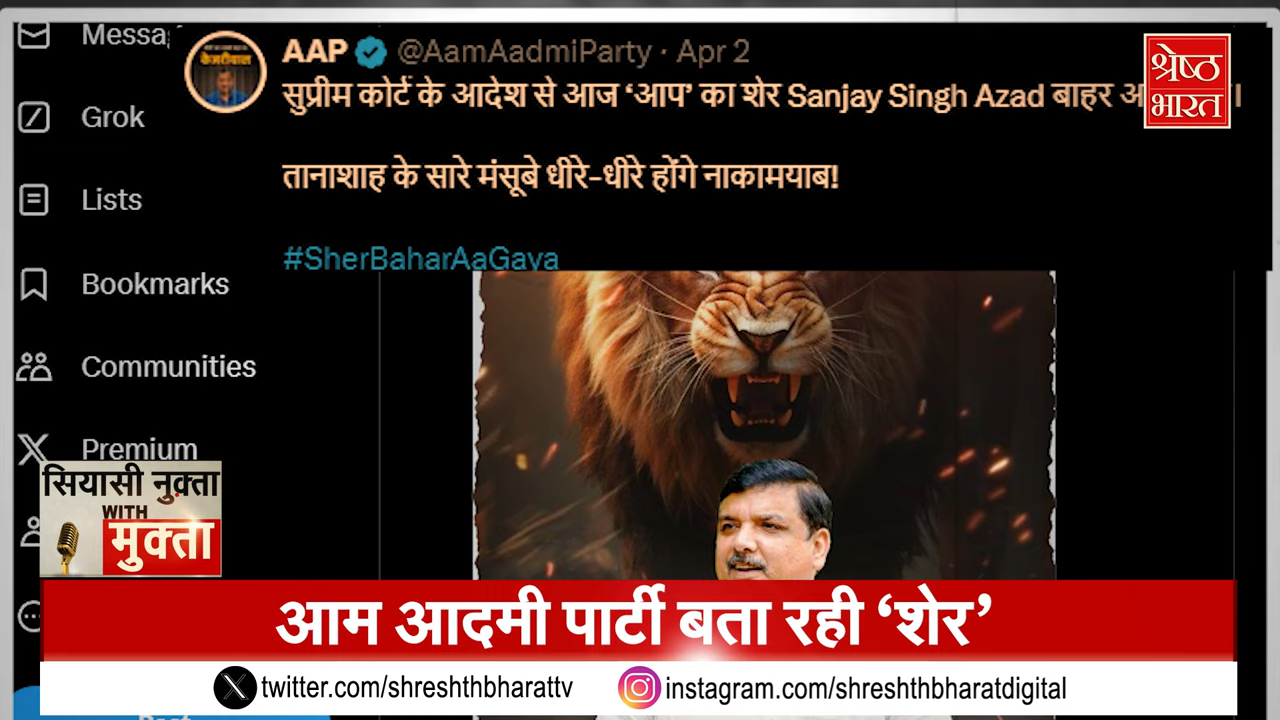 Grok
Lists
Bookmarks
Communities
Premium
AAP @AamAadmiParty · Apr 2
सुप्रीम कोर्ट के आदेश से आज ‘आप’ का शेर Sanjay Singh Azad बाहर
तानाशाह के सारे मंसूबे धीरे-धीरे होंगे नाकामयाब!
#SherBaharAaGaya
श्रेष्ठ
भारत
केजरीवाल
सियासी नुक़्ता
WITH
मुक्ता
आम आदमी पार्टी बता रही ‘शेर’
twitter.com/shreshthbharattv
instagram.com/shreshthbharatdigital